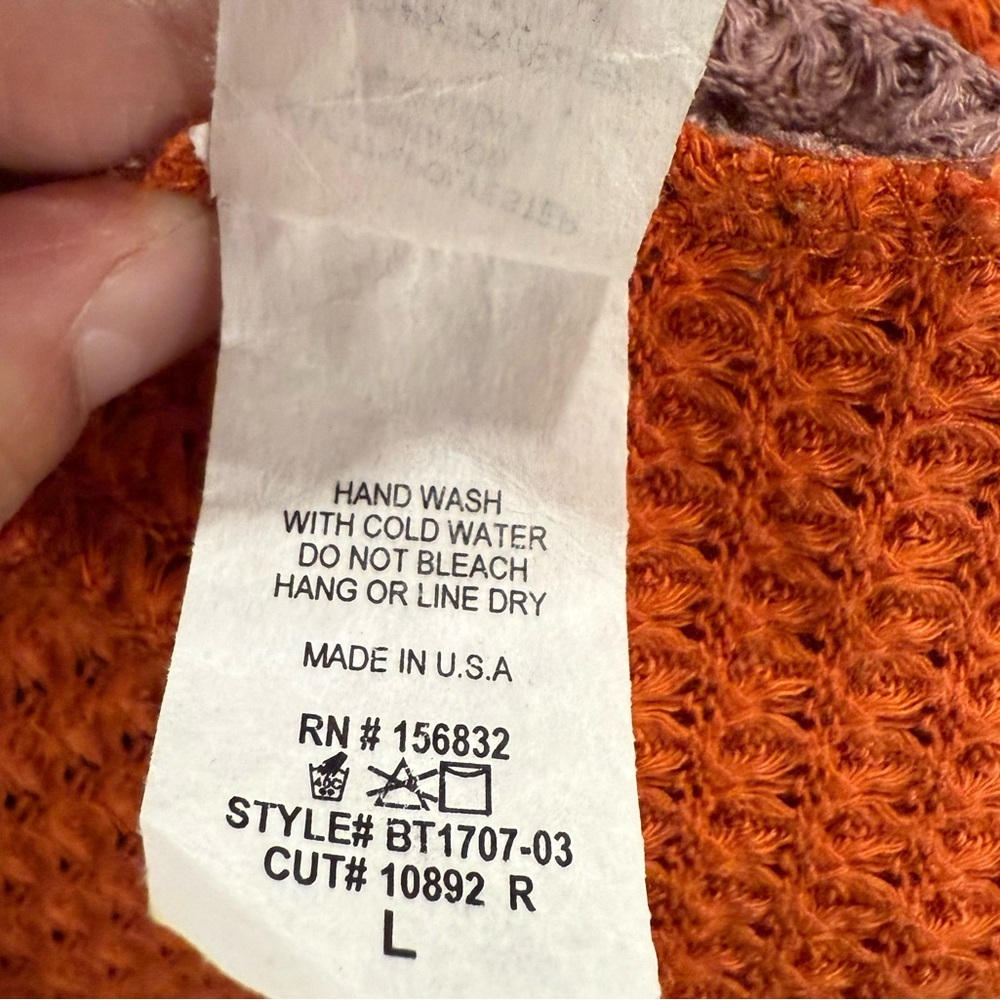 HAND WASH
WITH COLD WATER
DO NOT BLEACH
HANG OR LINE DRY
MADE IN U.S.A
RN # 156832
40C
STYLE# BT1707-03
CUT# 10892 R
L